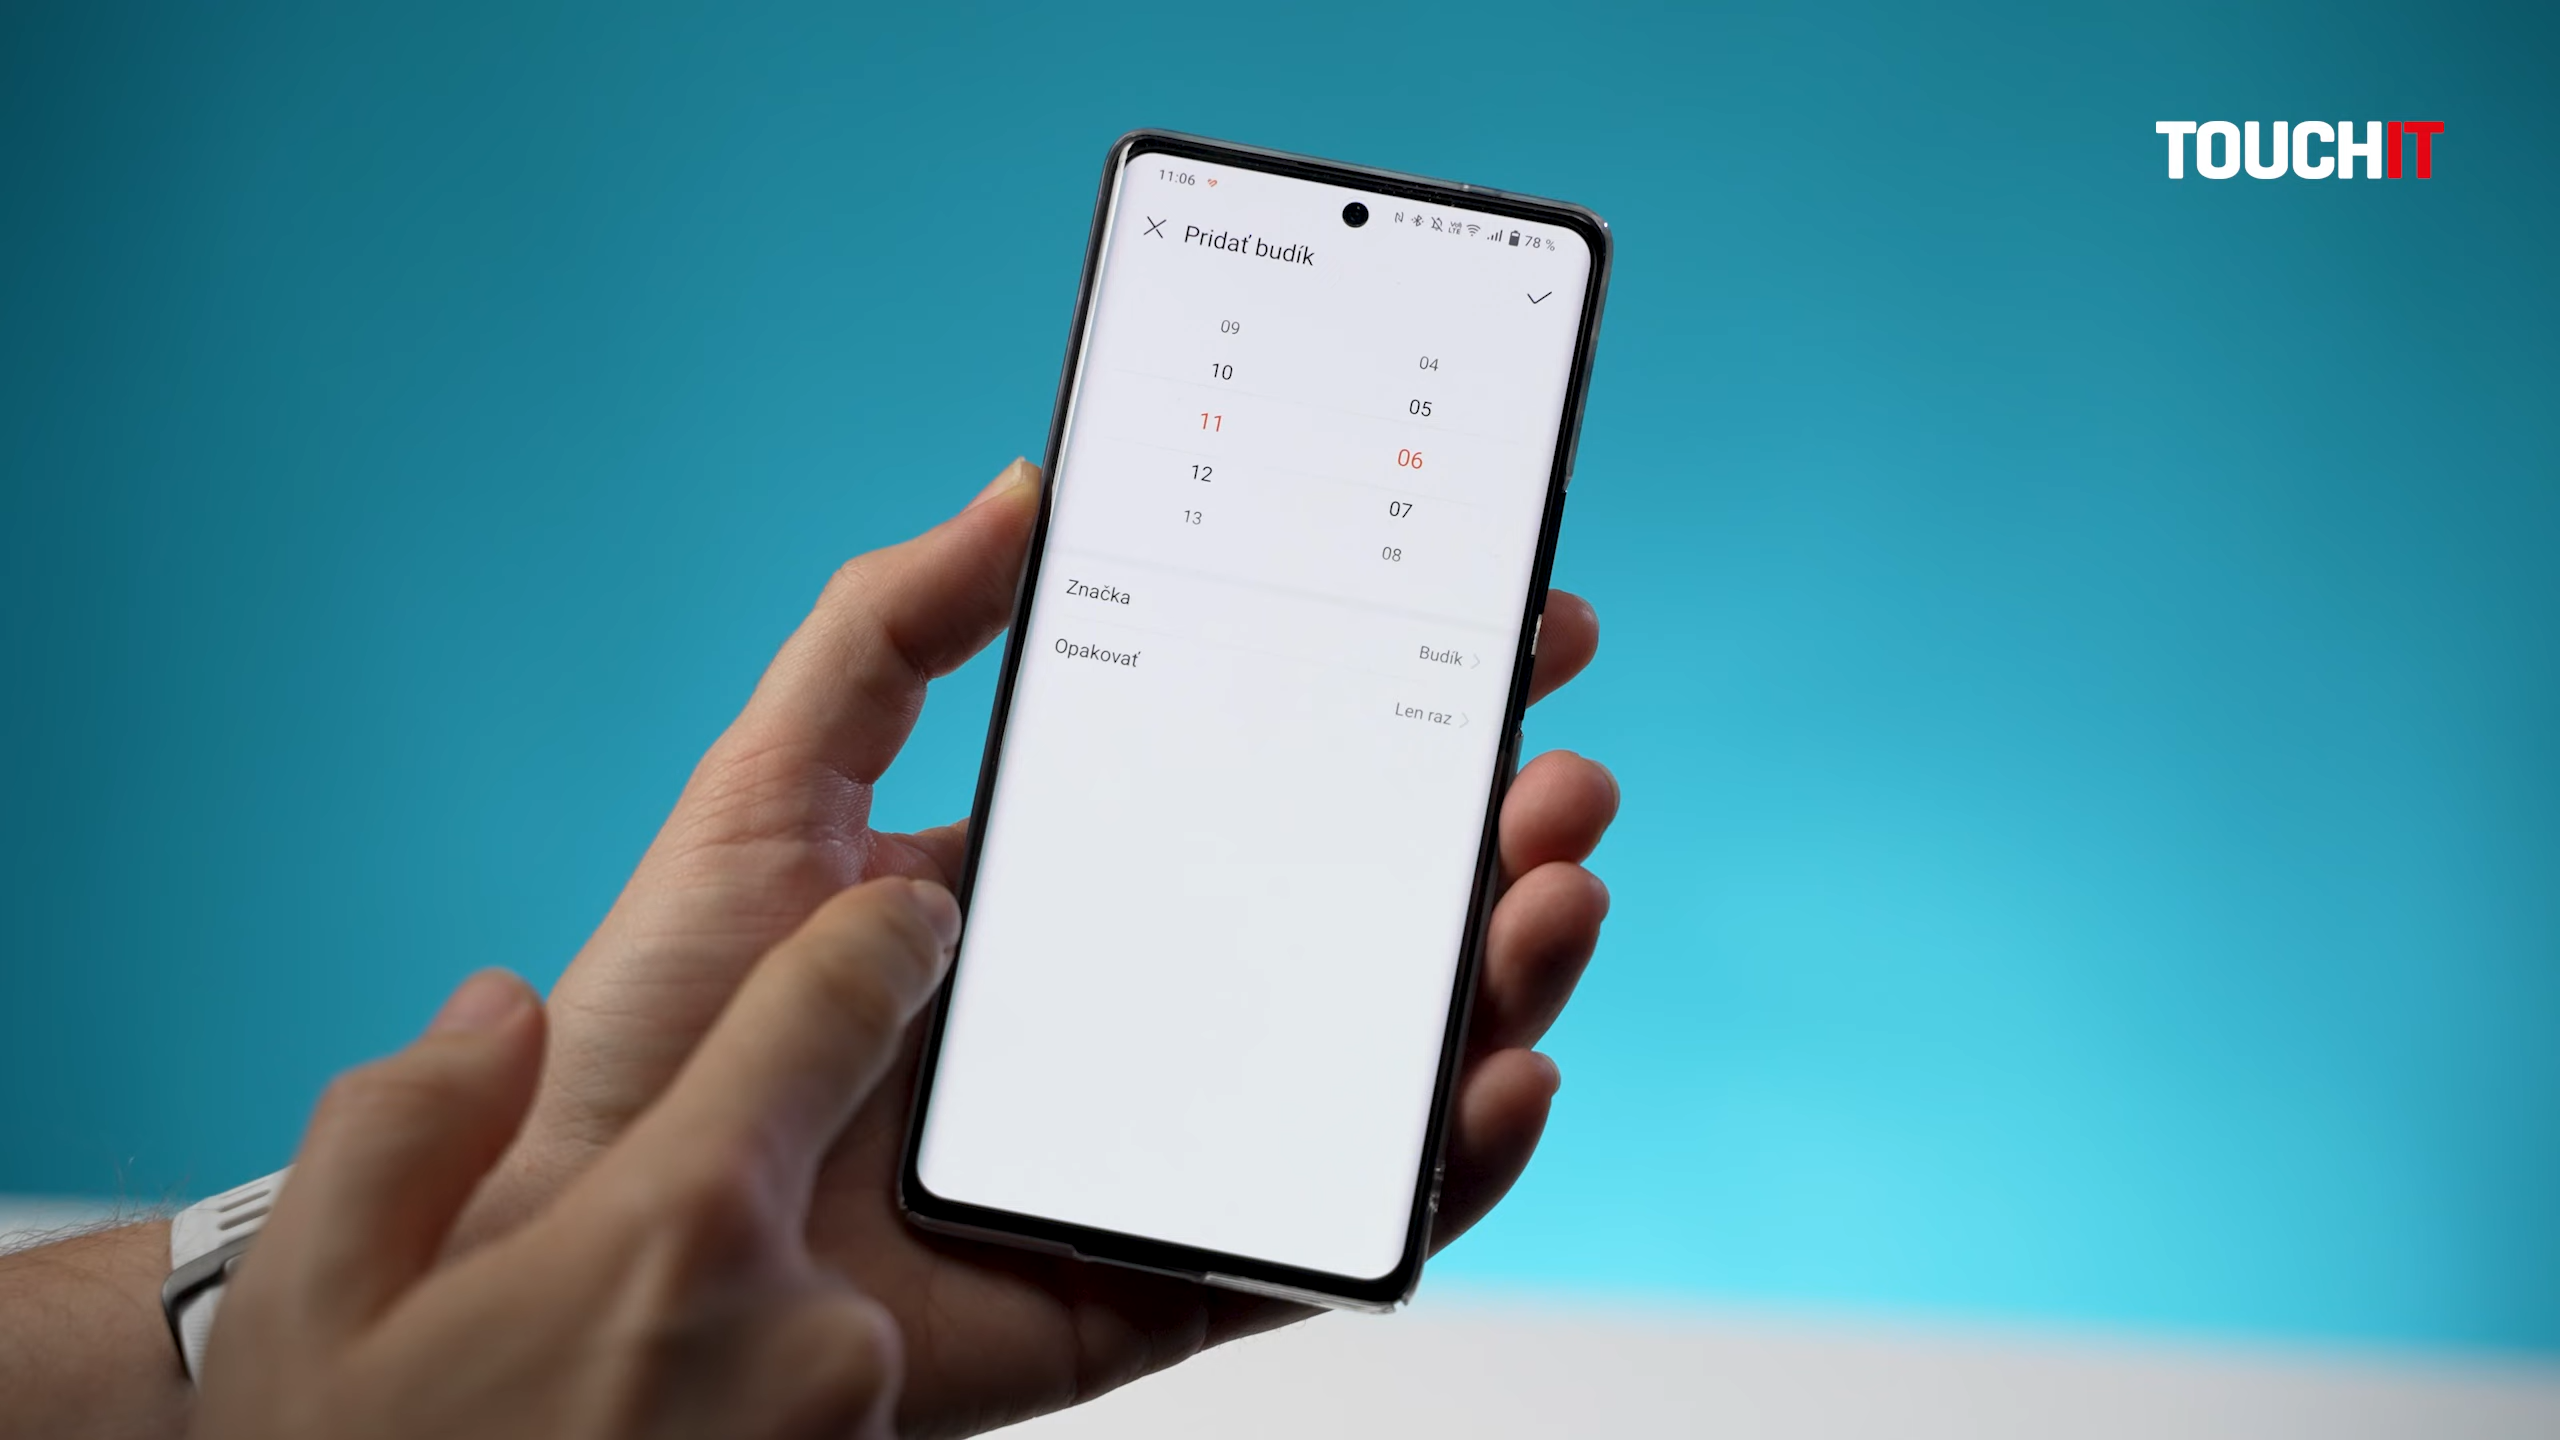 TOUCHIT
11:06
78 %
Pridať budík
09 04
10 05
11 06
12 07
13 08
Značka
Budík
Opakovať
Len raz